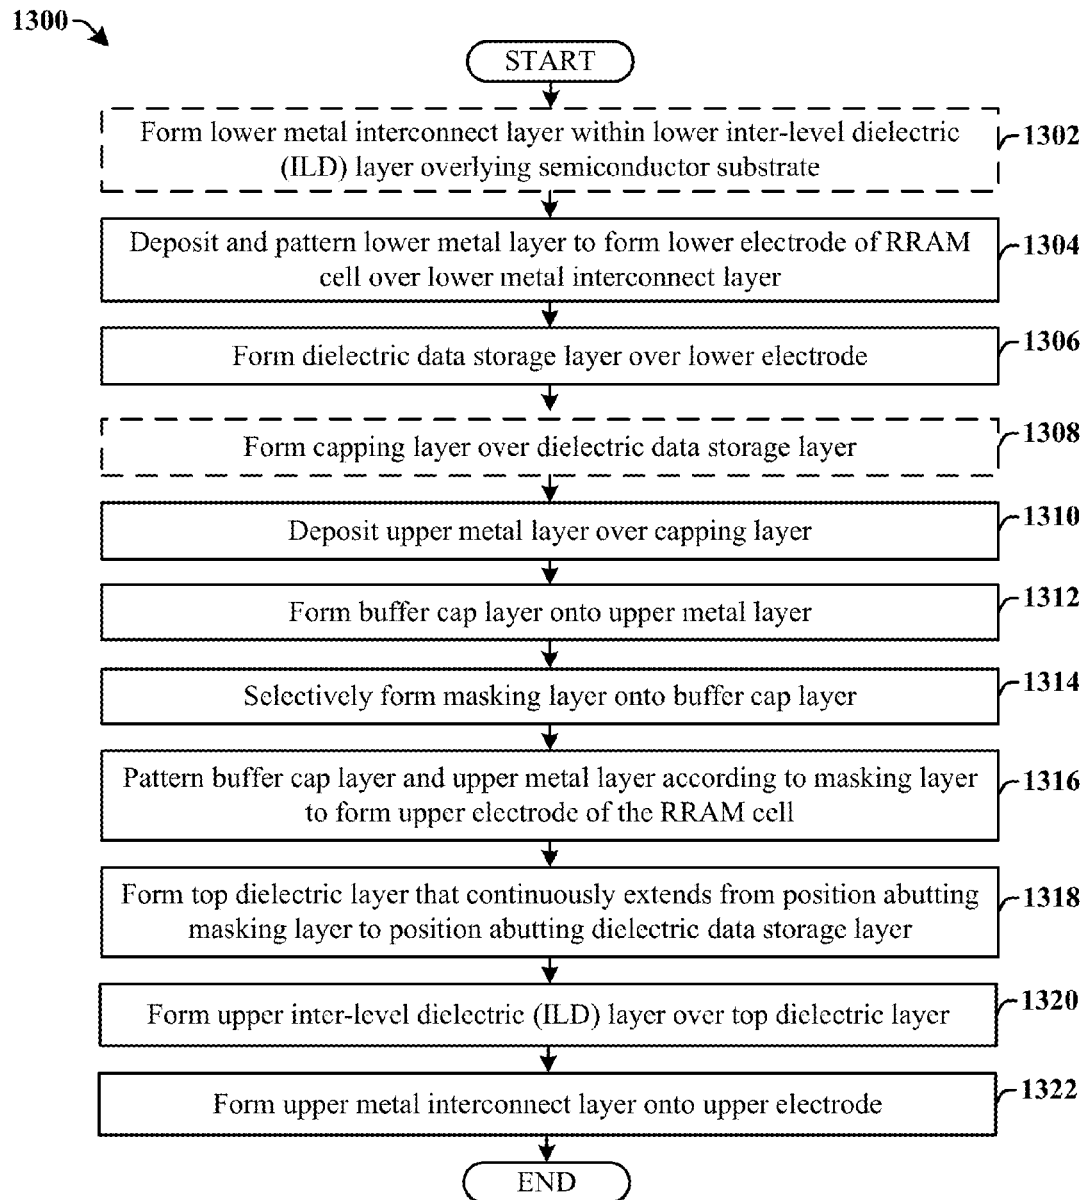 1300
START
Form lower metal interconnect layer within lower inter-level dielectric
(ILD) layer overlying semiconductor substrate
1302
Deposit and pattern lower metal layer to form lower electrode of RRAM
cell over lower metal interconnect layer
1304
Form dielectric data storage layer over lower electrode
1306
Form capping layer over dielectric data storage layer
1308
Deposit upper metal layer over capping layer
1310
Form buffer cap layer onto upper metal layer
1312
Selectively form masking layer onto buffer cap layer
1314
Pattern buffer cap layer and upper metal layer according to masking layer
to form upper electrode of the RRAM cell
1316
Form top dielectric layer that continuously extends from position abutting
masking layer to position abutting dielectric data storage layer
1318
Form upper inter-level dielectric (ILD) layer over top dielectric layer
1320
Form upper metal interconnect layer onto upper electrode
1322
END